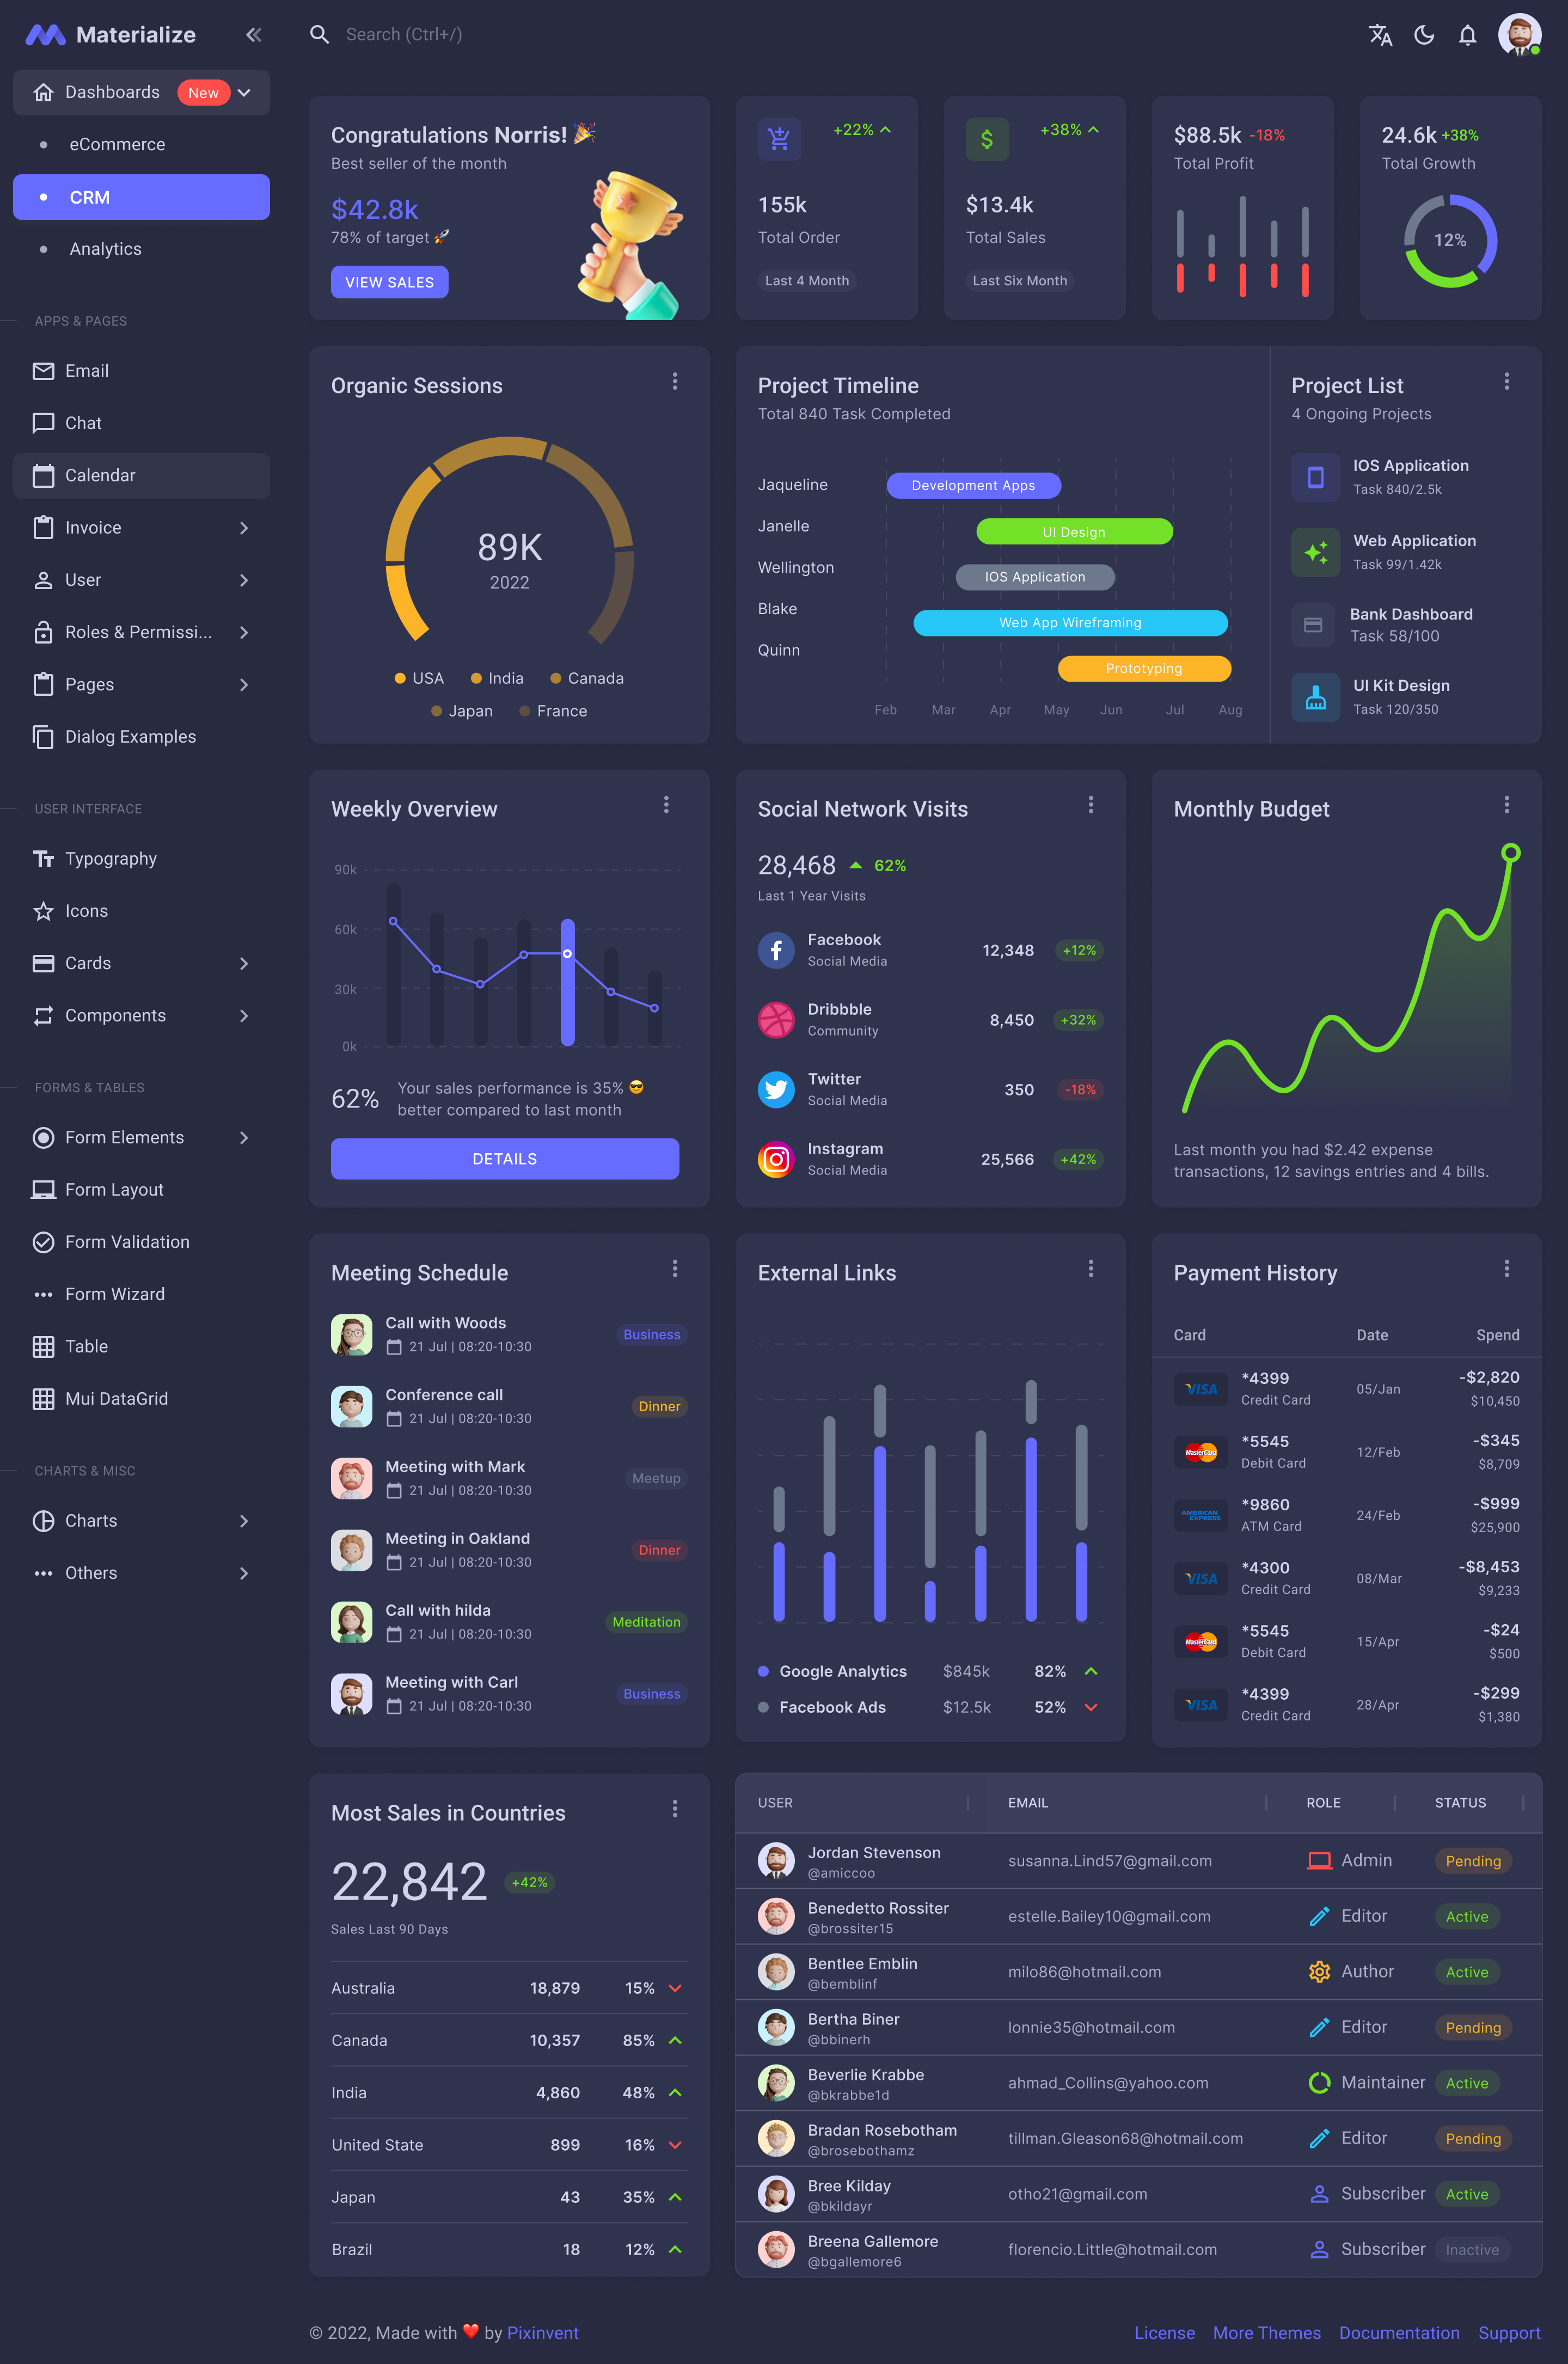 Materialize
Search (Ctrl+/)
Dashboards New
eCommerce
CRM
Analytics
APPS & PAGES
Email
Chat
Calendar
Invoice
User
Roles & Permissi...
Pages
Dialog Examples
USER INTERFACE
Typography
Icons
Cards
Components
FORMS & TABLES
Form Elements
Form Layout
Form Validation
Form Wizard
Table
Mui DataGrid
CHARTS & MISC
Charts
Others
Congratulations Norris! 🎉
Best seller of the month
$42.8k
78% of target 🚀
VIEW SALES
+22%
155k
Total Order
Last 4 Month
+38%
$13.4k
Total Sales
Last Six Month
$88.5k -18%
Total Profit
24.6k +38%
Total Growth
12%
Organic Sessions
89K
2022
USA India Canada
Japan France
Project Timeline
Total 840 Task Completed
Jaqueline
Janelle
Wellington
Blake
Quinn
Development Apps
UI Design
IOS Application
Web App Wireframing
Prototyping
Feb Mar Apr May Jun Jul Aug
Project List
4 Ongoing Projects
IOS Application
Task 840/2.5k
Web Application
Task 99/1.42k
Bank Dashboard
Task 58/100
UI Kit Design
Task 120/350
Weekly Overview
90k
60k
30k
0k
62%
Your sales performance is 35% 😎
better compared to last month
DETAILS
Social Network Visits
28,468 62%
Last 1 Year Visits
Facebook
Social Media
12,348 +12%
Dribbble
Community
8,450 +32%
Twitter
Social Media
350 -18%
Instagram
Social Media
25,566 +42%
Monthly Budget
Last month you had $2.42 expense
transactions, 12 savings entries and 4 bills.
Meeting Schedule
Call with Woods
21 Jul | 08:20-10:30
Business
Conference call
21 Jul | 08:20-10:30
Dinner
Meeting with Mark
21 Jul | 08:20-10:30
Meetup
Meeting in Oakland
21 Jul | 08:20-10:30
Dinner
Call with hilda
21 Jul | 08:20-10:30
Meditation
Meeting with Carl
21 Jul | 08:20-10:30
Business
External Links
Google Analytics $845k 82%
Facebook Ads $12.5k 52%
Payment History
Card Date Spend
VISA *4399 05/Jan -$2,820
Credit Card $10,450
MasterCard *5545 12/Feb -$345
Debit Card $8,709
AMERICAN EXPRESS *9860 24/Feb -$999
ATM Card $25,900
VISA *4300 08/Mar -$8,453
Credit Card $9,233
MasterCard *5545 15/Apr -$24
Debit Card $500
VISA *4399 28/Apr -$299
Credit Card $1,380
Most Sales in Countries
22,842 +42%
Sales Last 90 Days
Australia 18,879 15%
Canada 10,357 85%
India 4,860 48%
United State 899 16%
Japan 43 35%
Brazil 18 12%
USER EMAIL ROLE STATUS
Jordan Stevenson
@amiccoo
susanna.Lind57@gmail.com Admin Pending
Benedetto Rossiter
@brossiter15
estelle.Bailey10@gmail.com Editor Active
Bentlee Emblin
@bemblinf
milo86@hotmail.com Author Active
Bertha Biner
@bbinerh
lonnie35@hotmail.com Editor Pending
Beverlie Krabbe
@bkrabbe1d
ahmad_Collins@yahoo.com Maintainer Active
Bradan Rosebotham
@brosebothamz
tillman.Gleason68@hotmail.com Editor Pending
Bree Kilday
@bkildayr
otho21@gmail.com Subscriber Active
Breena Gallemore
@bgallemore6
florencio.Little@hotmail.com Subscriber Inactive
© 2022, Made with ❤️ by Pixinvent
License More Themes Documentation Support